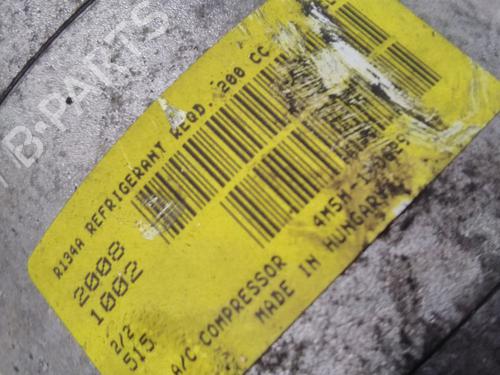 R134A REFRIGERANT REQD. 200 CC
2008
1002
2/2
515
A/C COMPRESSOR
MADE IN HUNGARY
B-PARTS